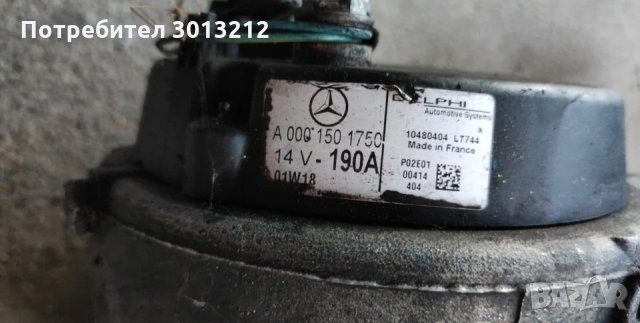 Потребител 3013212
DELPHI
Automotive Systems
A 000 150 1750
14 V - 190A
01W18
10480404 LT744
Made in France
P02E01
00414
404
BAZAR